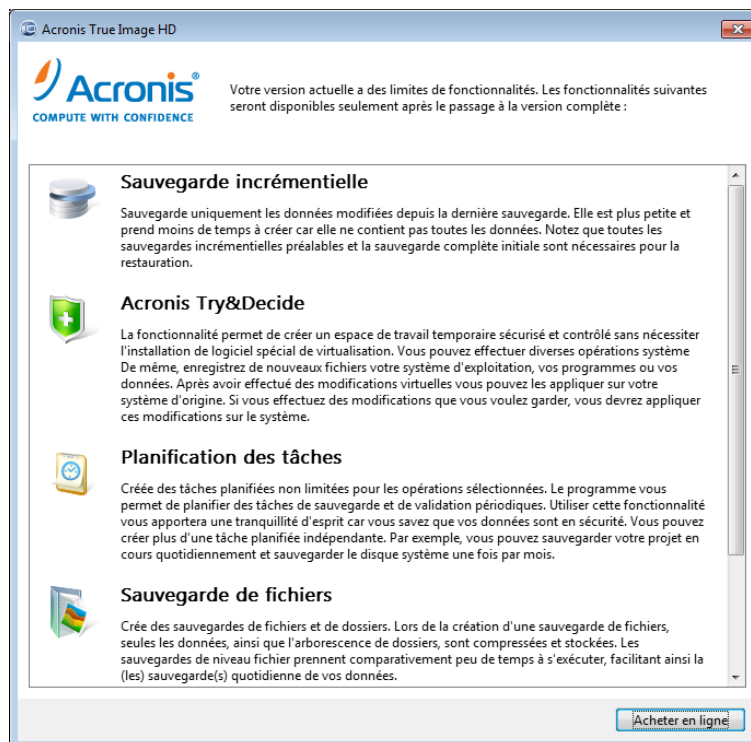 Acronis True Image HD
Acronis®
COMPUTE WITH CONFIDENCE
Votre version actuelle a des limites de fonctionnalités. Les fonctionnalités suivantes
seront disponibles seulement après le passage à la version complète :
Sauvegarde incrémentielle
Sauvegarde uniquement les données modifiées depuis la dernière sauvegarde. Elle est plus petite et
prend moins de temps à créer car elle ne contient pas toutes les données. Notez que toutes les
sauvegardes incrémentielles préalables et la sauvegarde complète initiale sont nécessaires pour la
restauration.
Acronis Try&Decide
La fonctionnalité permet de créer un espace de travail temporaire sécurisé et contrôlé sans nécessiter
l'installation de logiciel spécial de virtualisation. Vous pouvez effectuer diverses opérations système
De même, enregistrez de nouveaux fichiers votre système d'exploitation, vos programmes ou vos
données. Après avoir effectué des modifications virtuelles vous pouvez les appliquer sur votre
système d'origine. Si vous effectuez des modifications que vous voulez garder, vous devrez appliquer
ces modifications sur le système.
Planification des tâches
Créée des tâches planifiées non limitées pour les opérations sélectionnées. Le programme vous
permet de planifier des tâches de sauvegarde et de validation périodiques. Utiliser cette fonctionnalité
vous apportera une tranquillité d'esprit car vous savez que vos données sont en sécurité. Vous pouvez
créer plus d'une tâche planifiée indépendante. Par exemple, vous pouvez sauvegarder votre projet en
cours quotidiennement et sauvegarder le disque système une fois par mois.
Sauvegarde de fichiers
Crée des sauvegardes de fichiers et de dossiers. Lors de la création d'une sauvegarde de fichiers,
seules les données, ainsi que l'arborescence de dossiers, sont compressées et stockées. Les
sauvegardes de niveau fichier prennent comparativement peu de temps à s'exécuter, facilitant ainsi la
(les) sauvegarde(s) quotidienne de vos données.
Acheter en ligne